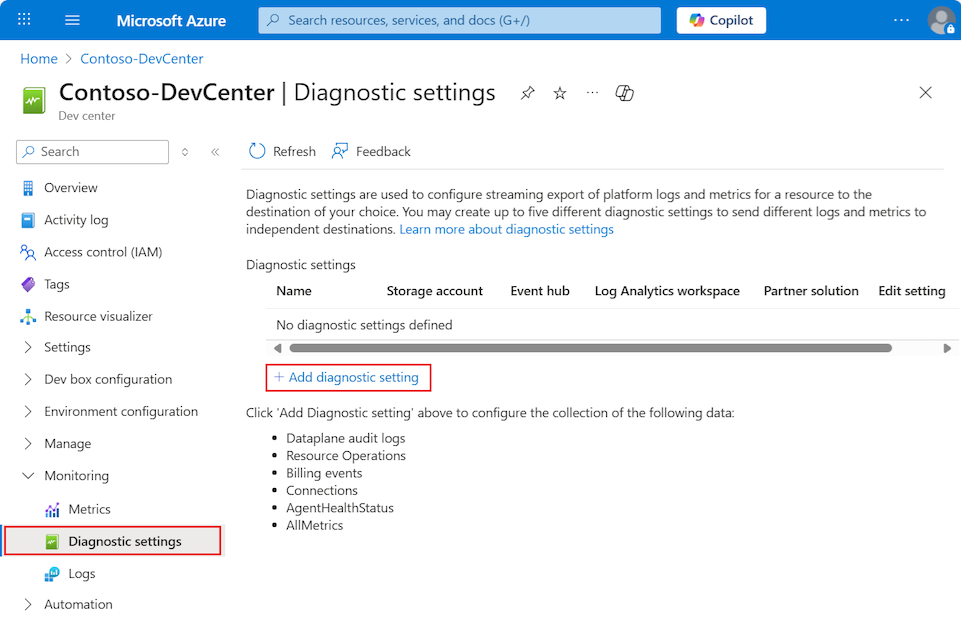 Microsoft Azure
Search resources, services, and docs (G+/)
Copilot
Home > Contoso-DevCenter
Contoso-DevCenter | Diagnostic settings
Dev center
Search
Refresh
Feedback
Overview
Activity log
Access control (IAM)
Tags
Resource visualizer
Settings
Dev box configuration
Environment configuration
Manage
Monitoring
Metrics
Diagnostic settings
Logs
Automation
Diagnostic settings are used to configure streaming export of platform logs and metrics for a resource to the
destination of your choice. You may create up to five different diagnostic settings to send different logs and metrics to
independent destinations. Learn more about diagnostic settings
Diagnostic settings
Name Storage account Event hub Log Analytics workspace Partner solution Edit setting
No diagnostic settings defined
+ Add diagnostic setting
Click 'Add Diagnostic setting' above to configure the collection of the following data:
• Dataplane audit logs
• Resource Operations
• Billing events
• Connections
• AgentHealthStatus
• AllMetrics